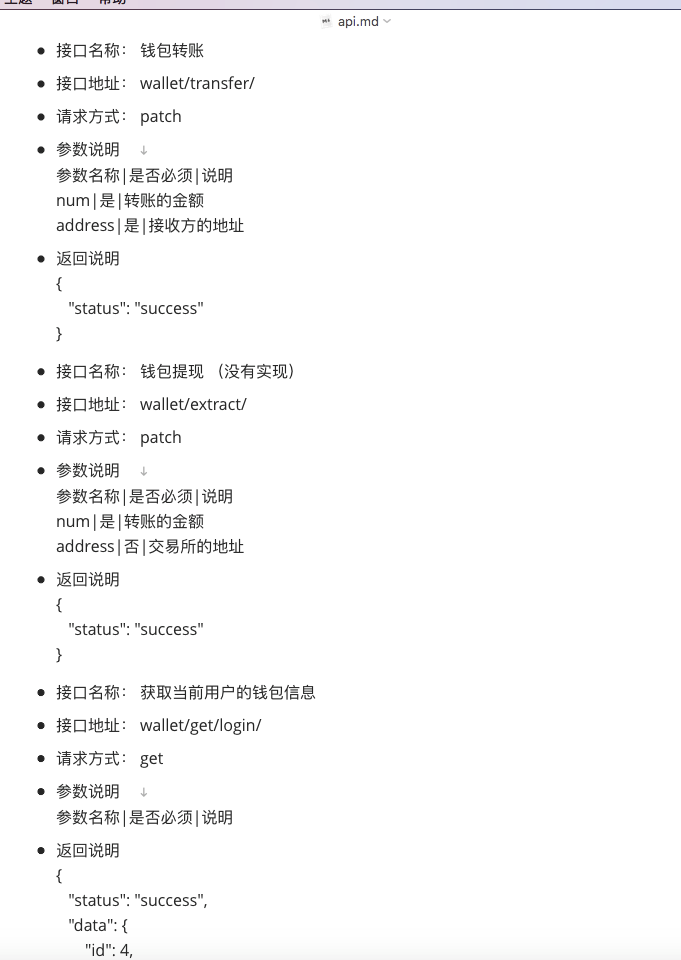 主题 窗口 帮助
api.md
接口名称： 钱包转账
接口地址： wallet/transfer/
请求方式： patch
参数说明 ↓
参数名称|是否必须|说明
num|是|转账的金额
address|是|接收方的地址
返回说明
{
"status": "success"
}
接口名称： 钱包提现 （没有实现）
接口地址： wallet/extract/
请求方式： patch
参数说明 ↓
参数名称|是否必须|说明
num|是|转账的金额
address|否|交易所的地址
返回说明
{
"status": "success"
}
接口名称： 获取当前用户的钱包信息
接口地址： wallet/get/login/
请求方式： get
参数说明 ↓
参数名称|是否必须|说明
返回说明
{
"status": "success",
"data": {
"id": 4,